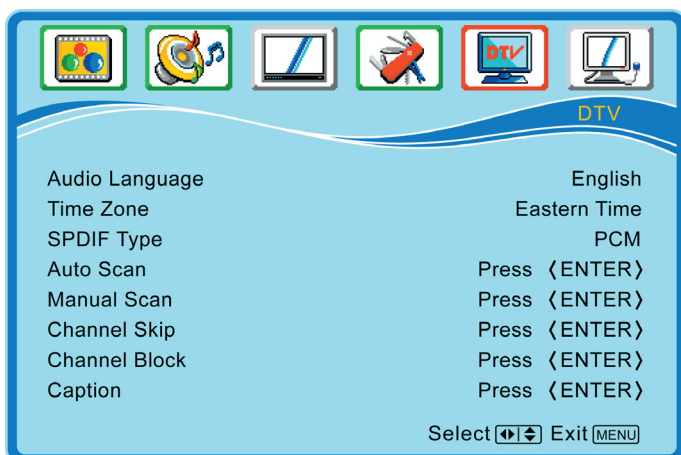 DTV
DTV
Audio Language English
Time Zone Eastern Time
SPDIF Type PCM
Auto Scan Press 〈ENTER〉
Manual Scan Press 〈ENTER〉
Channel Skip Press 〈ENTER〉
Channel Block Press 〈ENTER〉
Caption Press 〈ENTER〉
Select Exit MENU